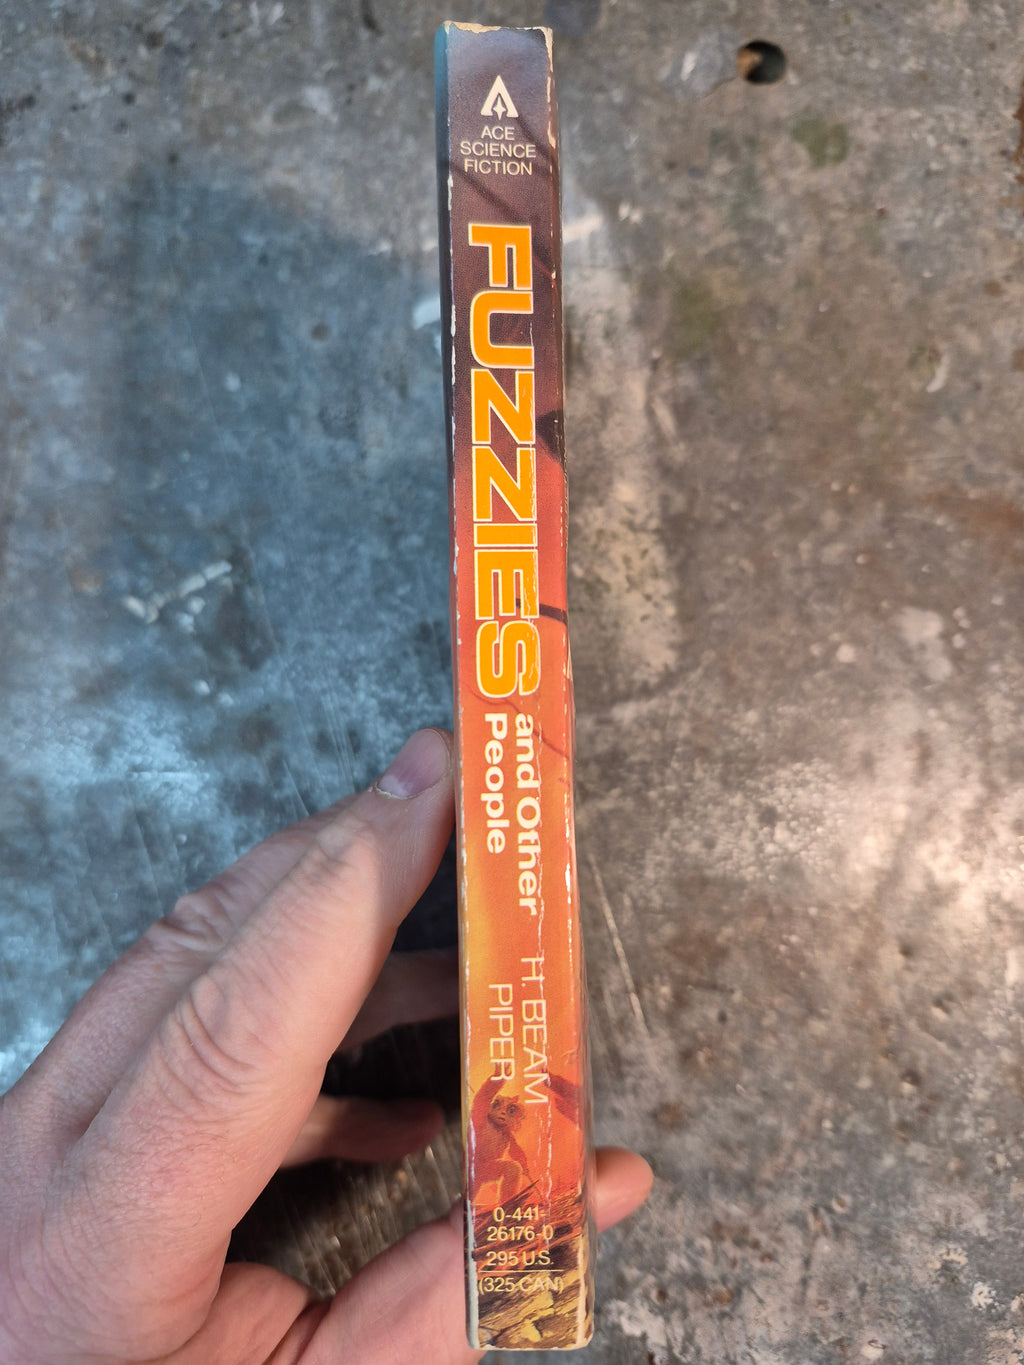 ACE
SCIENCE
FICTION
FUZZIES
and Other
People
H. BEAM
PIPER
0-441-
26176-0
295 U.S.
(325 CAN)